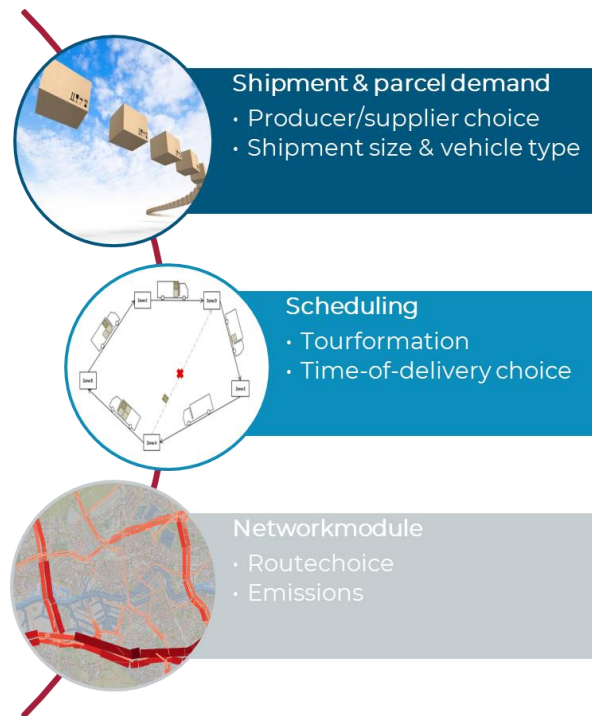 Shipment & parcel demand
• Producer/supplier choice
• Shipment size & vehicle type
Scheduling
• Tourformation
• Time-of-delivery choice
Networkmodule
• Routechoice
• Emissions